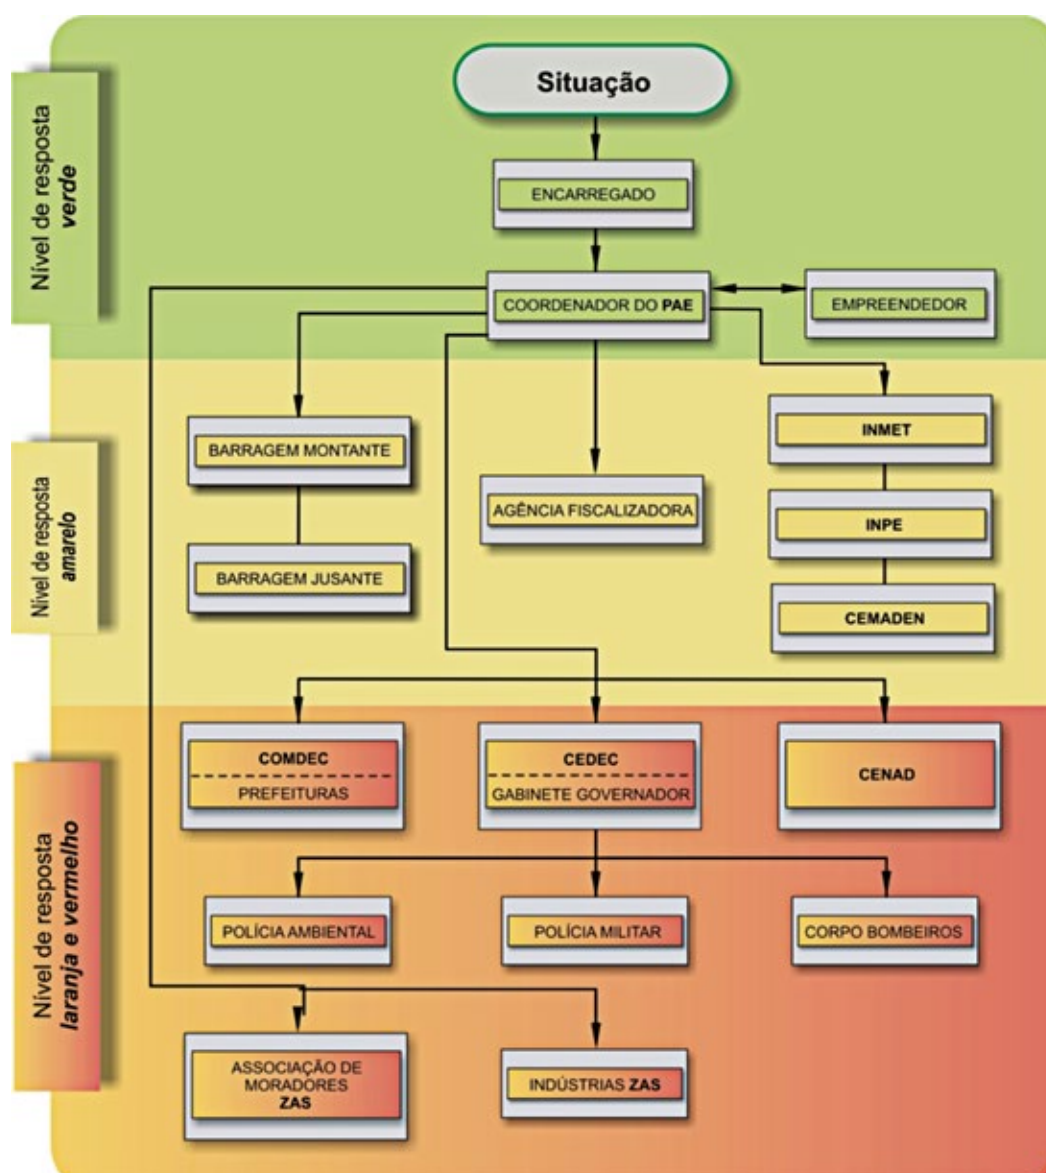 Situação
Nível de resposta
verde
ENCARREGADO
COORDENADOR DO PAE
EMPREENDEDOR
Nível de resposta
amarelo
BARRAGEM MONTANTE
BARRAGEM JUSANTE
AGÊNCIA FISCALIZADORA
INMET
INPE
CEMADEN
Nível de resposta
laranja e vermelho
COMDEC
PREFEITURAS
CEDEC
GABINETE GOVERNADOR
CENAD
POLÍCIA AMBIENTAL
POLÍCIA MILITAR
CORPO BOMBEIROS
ASSOCIAÇÃO DE
MORADORES
ZAS
INDÚSTRIAS ZAS